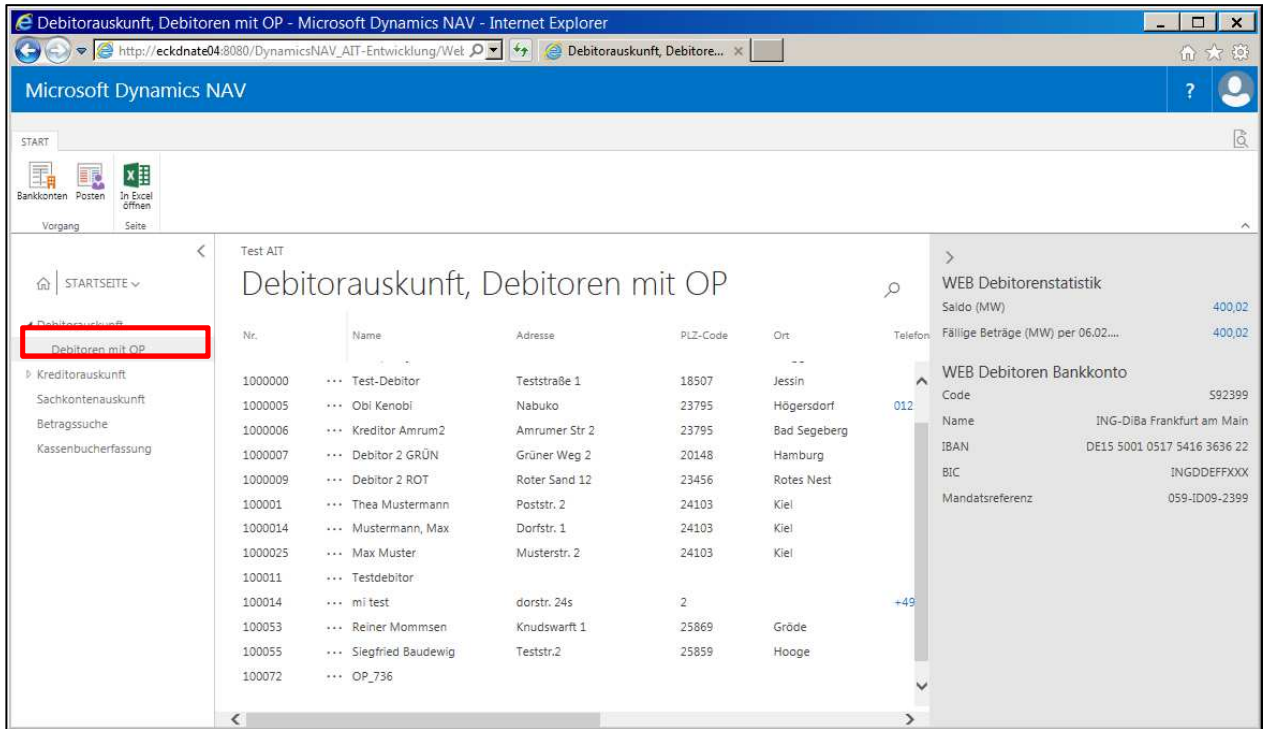 Debitorauskunft, Debitoren mit OP - Microsoft Dynamics NAV - Internet Explorer
http://eckdnate04:8080/DynamicsNAV_AIT-Entwicklung/Wet Debitorauskunft, Debitore...
Microsoft Dynamics NAV ?
START
Bankkonten Posten In Excel öffnen
Vorgang Seite
STARTSEITE
Debitorauskunft
Debitoren mit OP
Kreditorauskunft
Sachkontenauskunft
Betragssuche
Kassenbucherfassung
Test AIT
Debitorauskunft, Debitoren mit OP
Nr. Name Adresse PLZ-Code Ort Telefon
1000000 ··· Test-Debitor Teststraße 1 18507 Jessin
1000005 ··· Obi Kenobi Nabuko 23795 Högersdorf 012
1000006 ··· Kreditor Amrum2 Amrumer Str 2 23795 Bad Segeberg
1000007 ··· Debitor 2 GRÜN Grüner Weg 2 20148 Hamburg
1000009 ··· Debitor 2 ROT Roter Sand 12 23456 Rotes Nest
100001 ··· Thea Mustermann Poststr. 2 24103 Kiel
1000014 ··· Mustermann, Max Dorfstr. 1 24103 Kiel
1000025 ··· Max Muster Musterstr. 2 24103 Kiel
100011 ··· Testdebitor
100014 ··· mi test dorstr. 24s 2 +49
100053 ··· Reiner Mommsen Knudswarft 1 25869 Gröde
100055 ··· Siegfried Baudewig Teststr.2 25859 Hooge
100072 ··· OP_736
WEB Debitorenstatistik
Saldo (MW) 400,02
Fällige Beträge (MW) per 06.02.... 400,02
WEB Debitoren Bankkonto
Code S92399
Name ING-DiBa Frankfurt am Main
IBAN DE15 5001 0517 5416 3636 22
BIC INGDDEFFXXX
Mandatsreferenz 059-ID09-2399